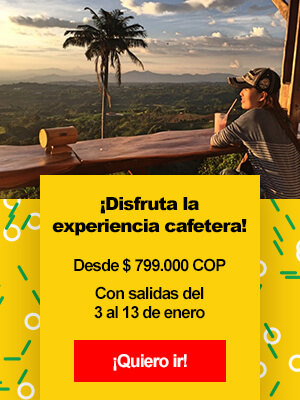 ¡Disfruta la
experiencia cafetera!
Desde $ 799.000 COP
Con salidas del
3 al 13 de enero
¡Quiero ir!